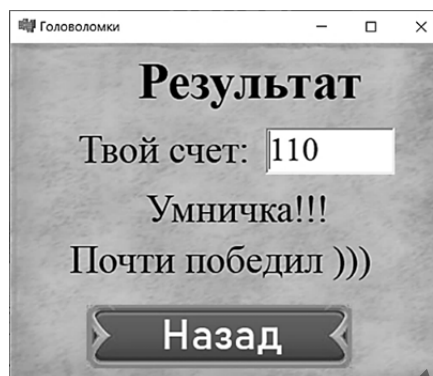 Головоломки
Результат
Твой счет: 110
Умничка!!!
Почти победил )))
Назад